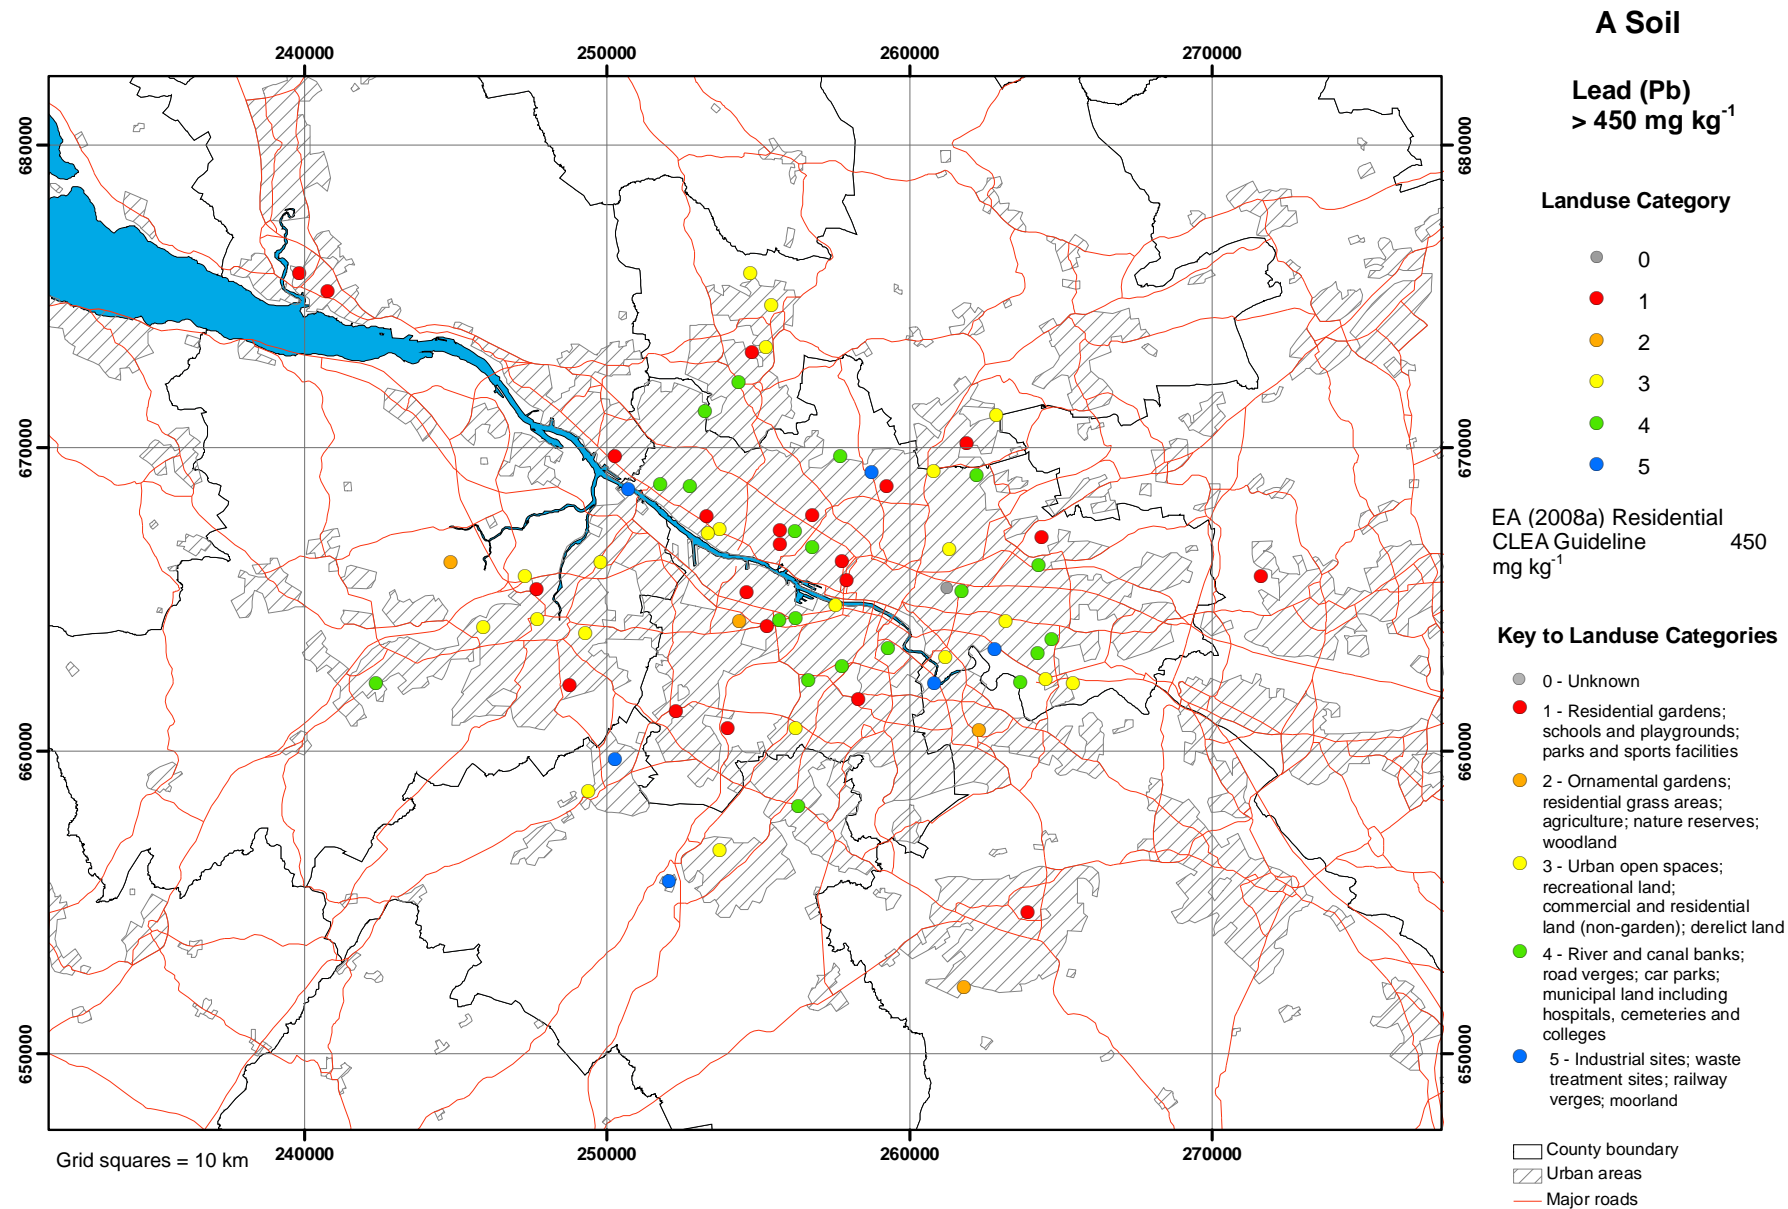 A Soil
240000
250000
260000
270000
Lead (Pb)
> 450 mg kg-1
680000
680000
Landuse Category
0
1
2
3
4
5
670000
670000
EA (2008a) Residential
CLEA Guideline 450
mg kg-1
Key to Landuse Categories
0 - Unknown
1 - Residential gardens;
schools and playgrounds;
parks and sports facilities
660000
660000
2 - Ornamental gardens;
residential grass areas;
agriculture; nature reserves;
woodland
3 - Urban open spaces;
recreational land;
commercial and residential
land (non-garden); derelict land
4 - River and canal banks;
road verges; car parks;
municipal land including
hospitals, cemeteries and
colleges
650000
650000
5 - Industrial sites; waste
treatment sites; railway
verges; moorland
Grid squares = 10 km
240000
250000
260000
270000
County boundary
Urban areas
Major roads